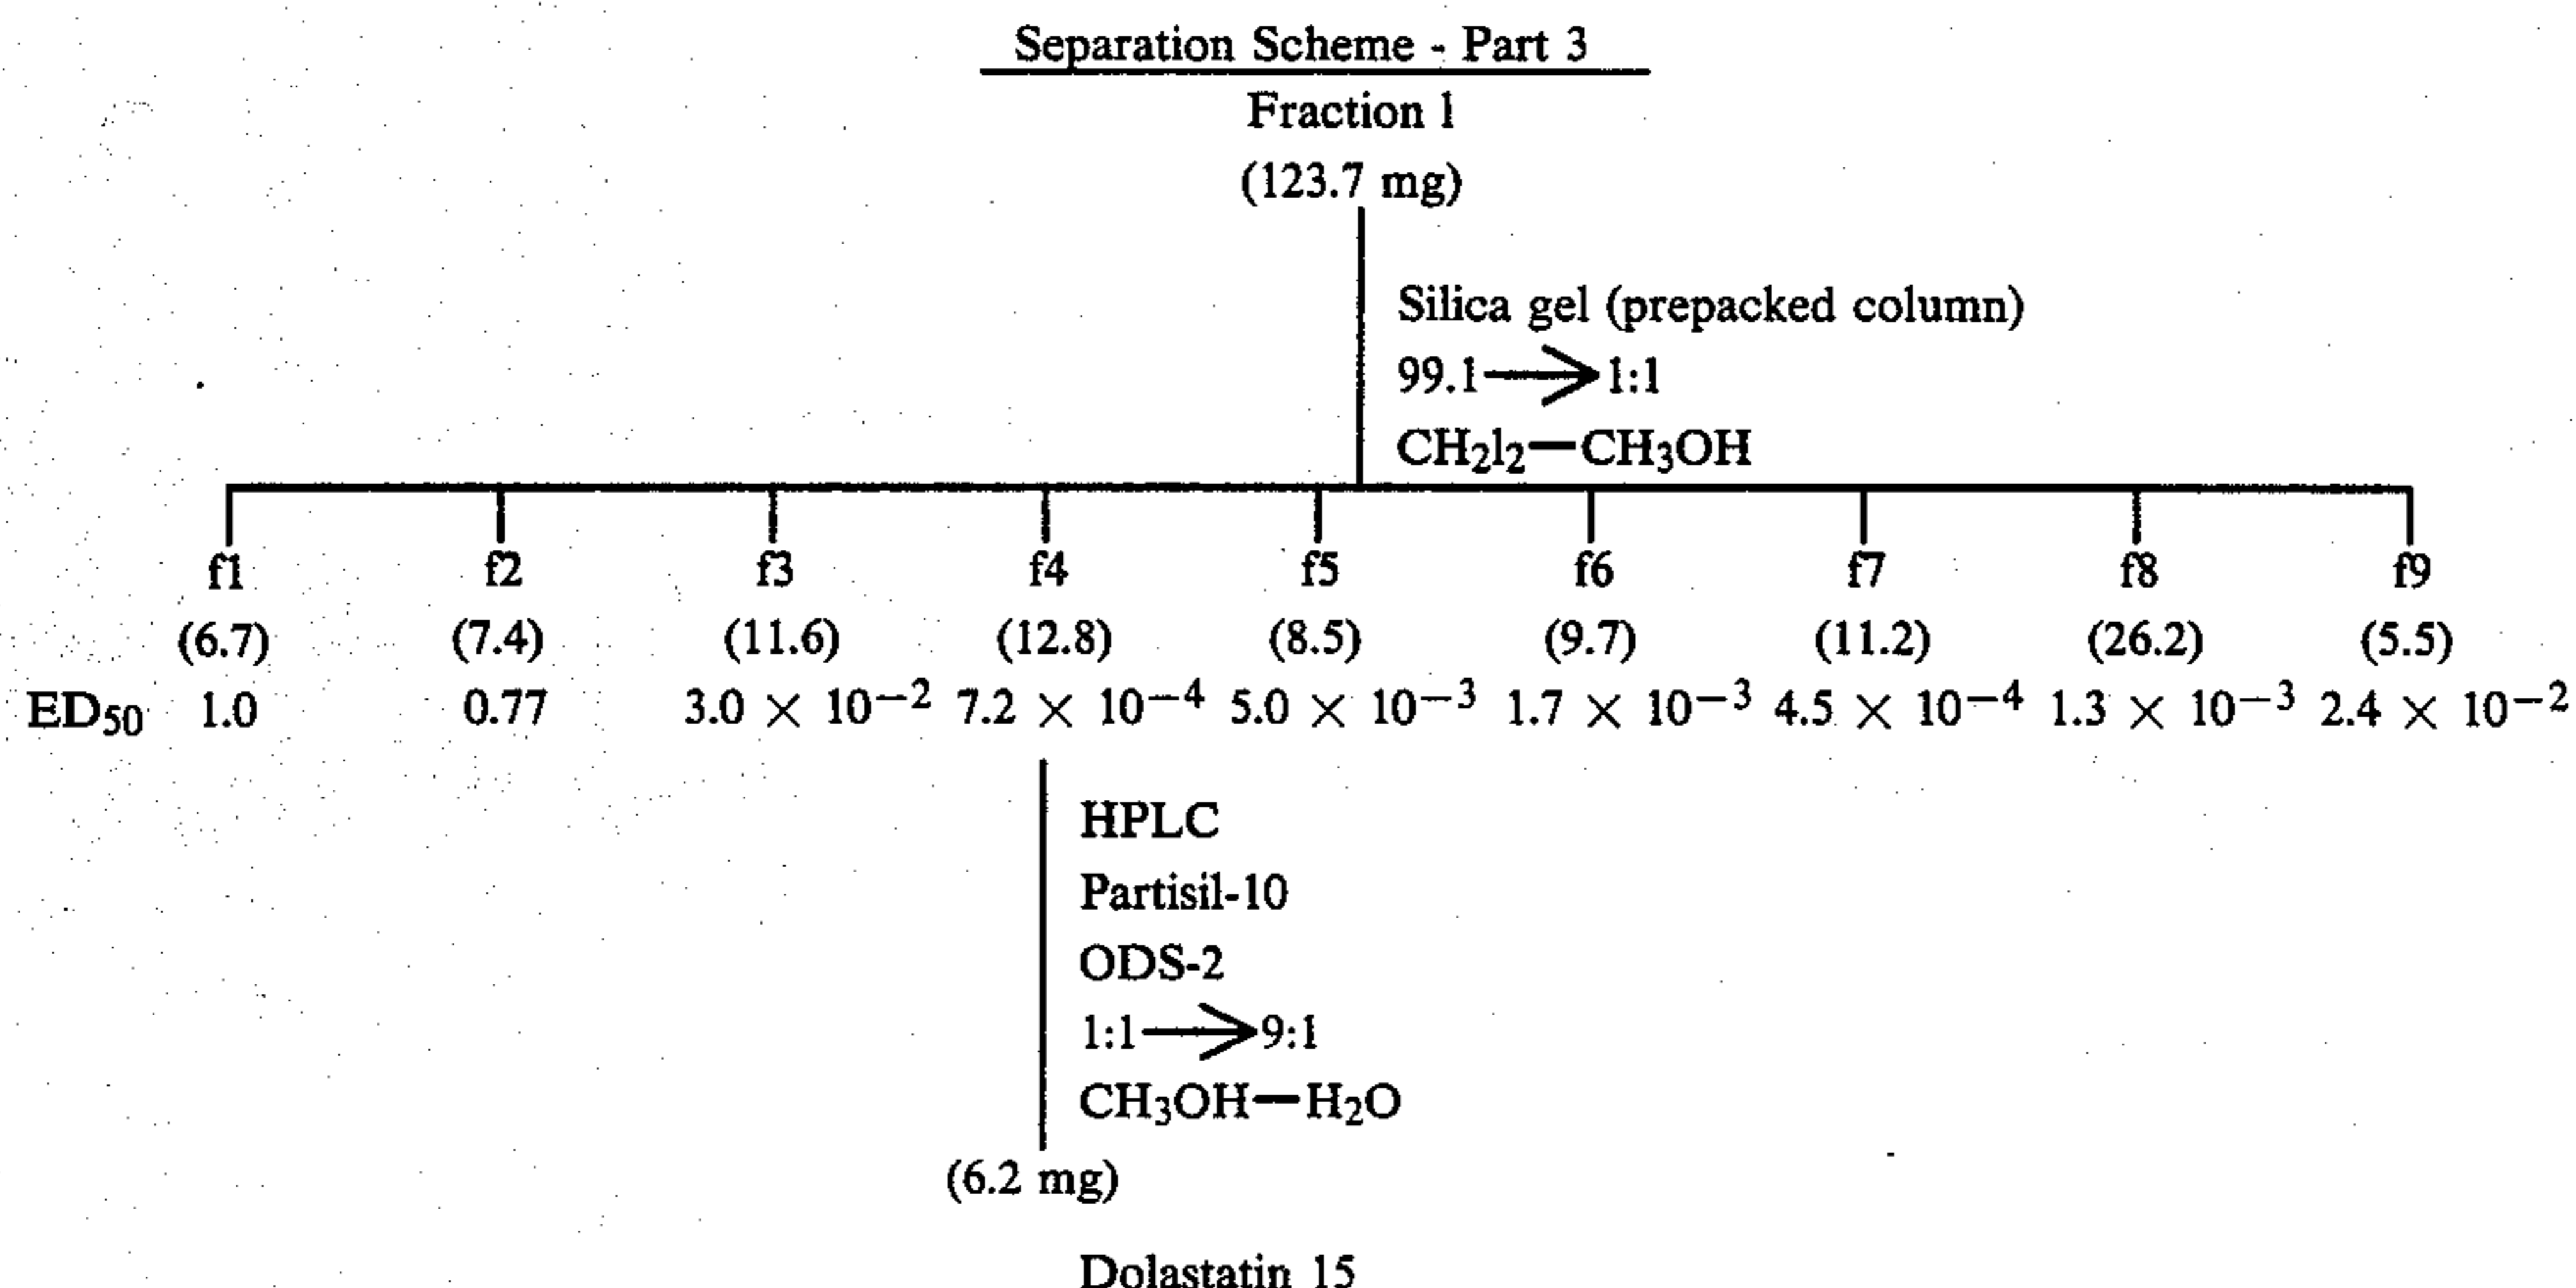 Separation Scheme - Part 3
Fraction 1
(123.7 mg)
Silica gel (prepacked column)
99.1→1:1
CH2l2—CH3OH
f1 f2 f3 f4 f5 f6 f7 f8 f9
(6.7) (7.4) (11.6) (12.8) (8.5) (9.7) (11.2) (26.2) (5.5)
ED50 1.0 0.77 3.0 × 10−2 7.2 × 10−4 5.0 × 10−3 1.7 × 10−3 4.5 × 10−4 1.3 × 10−3 2.4 × 10−2
HPLC
Partisil-10
ODS-2
1:1→9:1
CH3OH—H2O
(6.2 mg)
Dolastatin 15